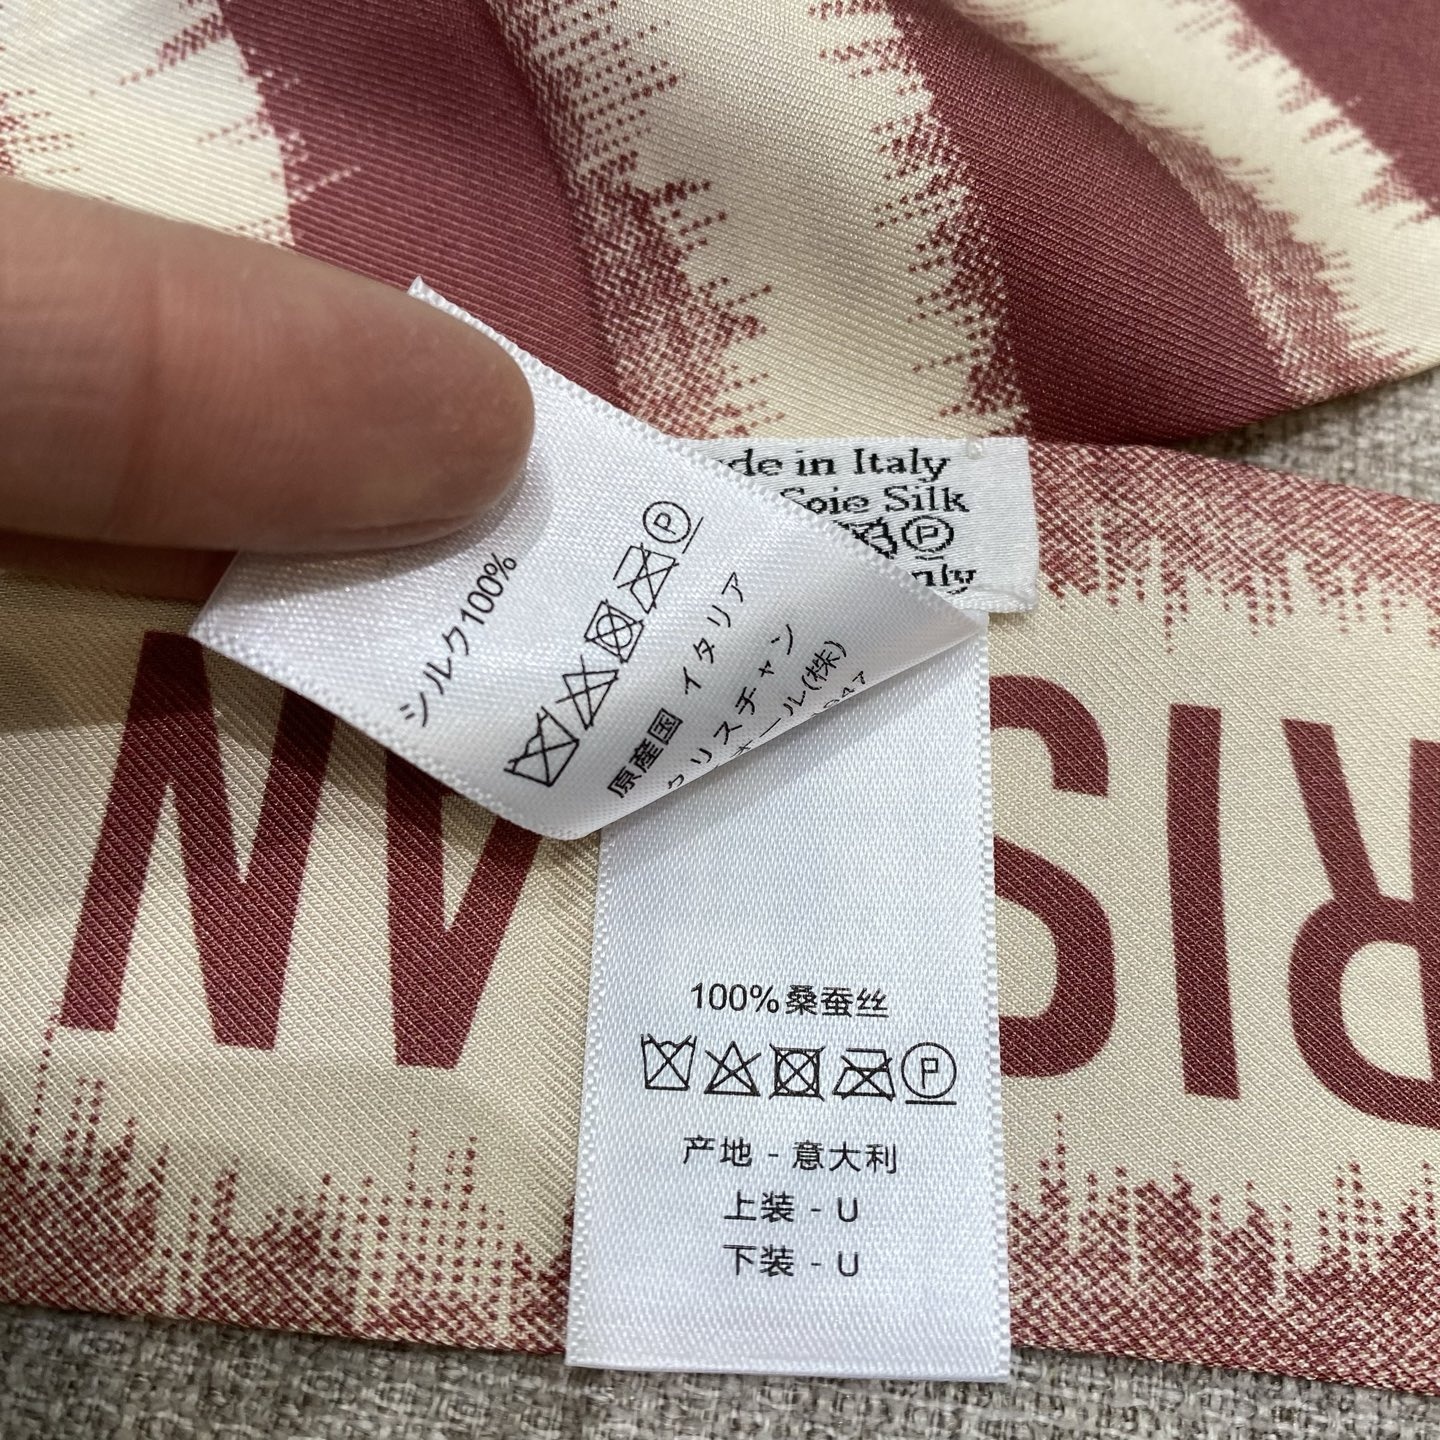 de in Italy
Soie Silk
P
nly
シルク100%
P
原産国 イタリア
クリスチャン
オール(株)
100%桑蚕丝
P
产地 - 意大利
上装 - U
下装 - U
AN
RIS